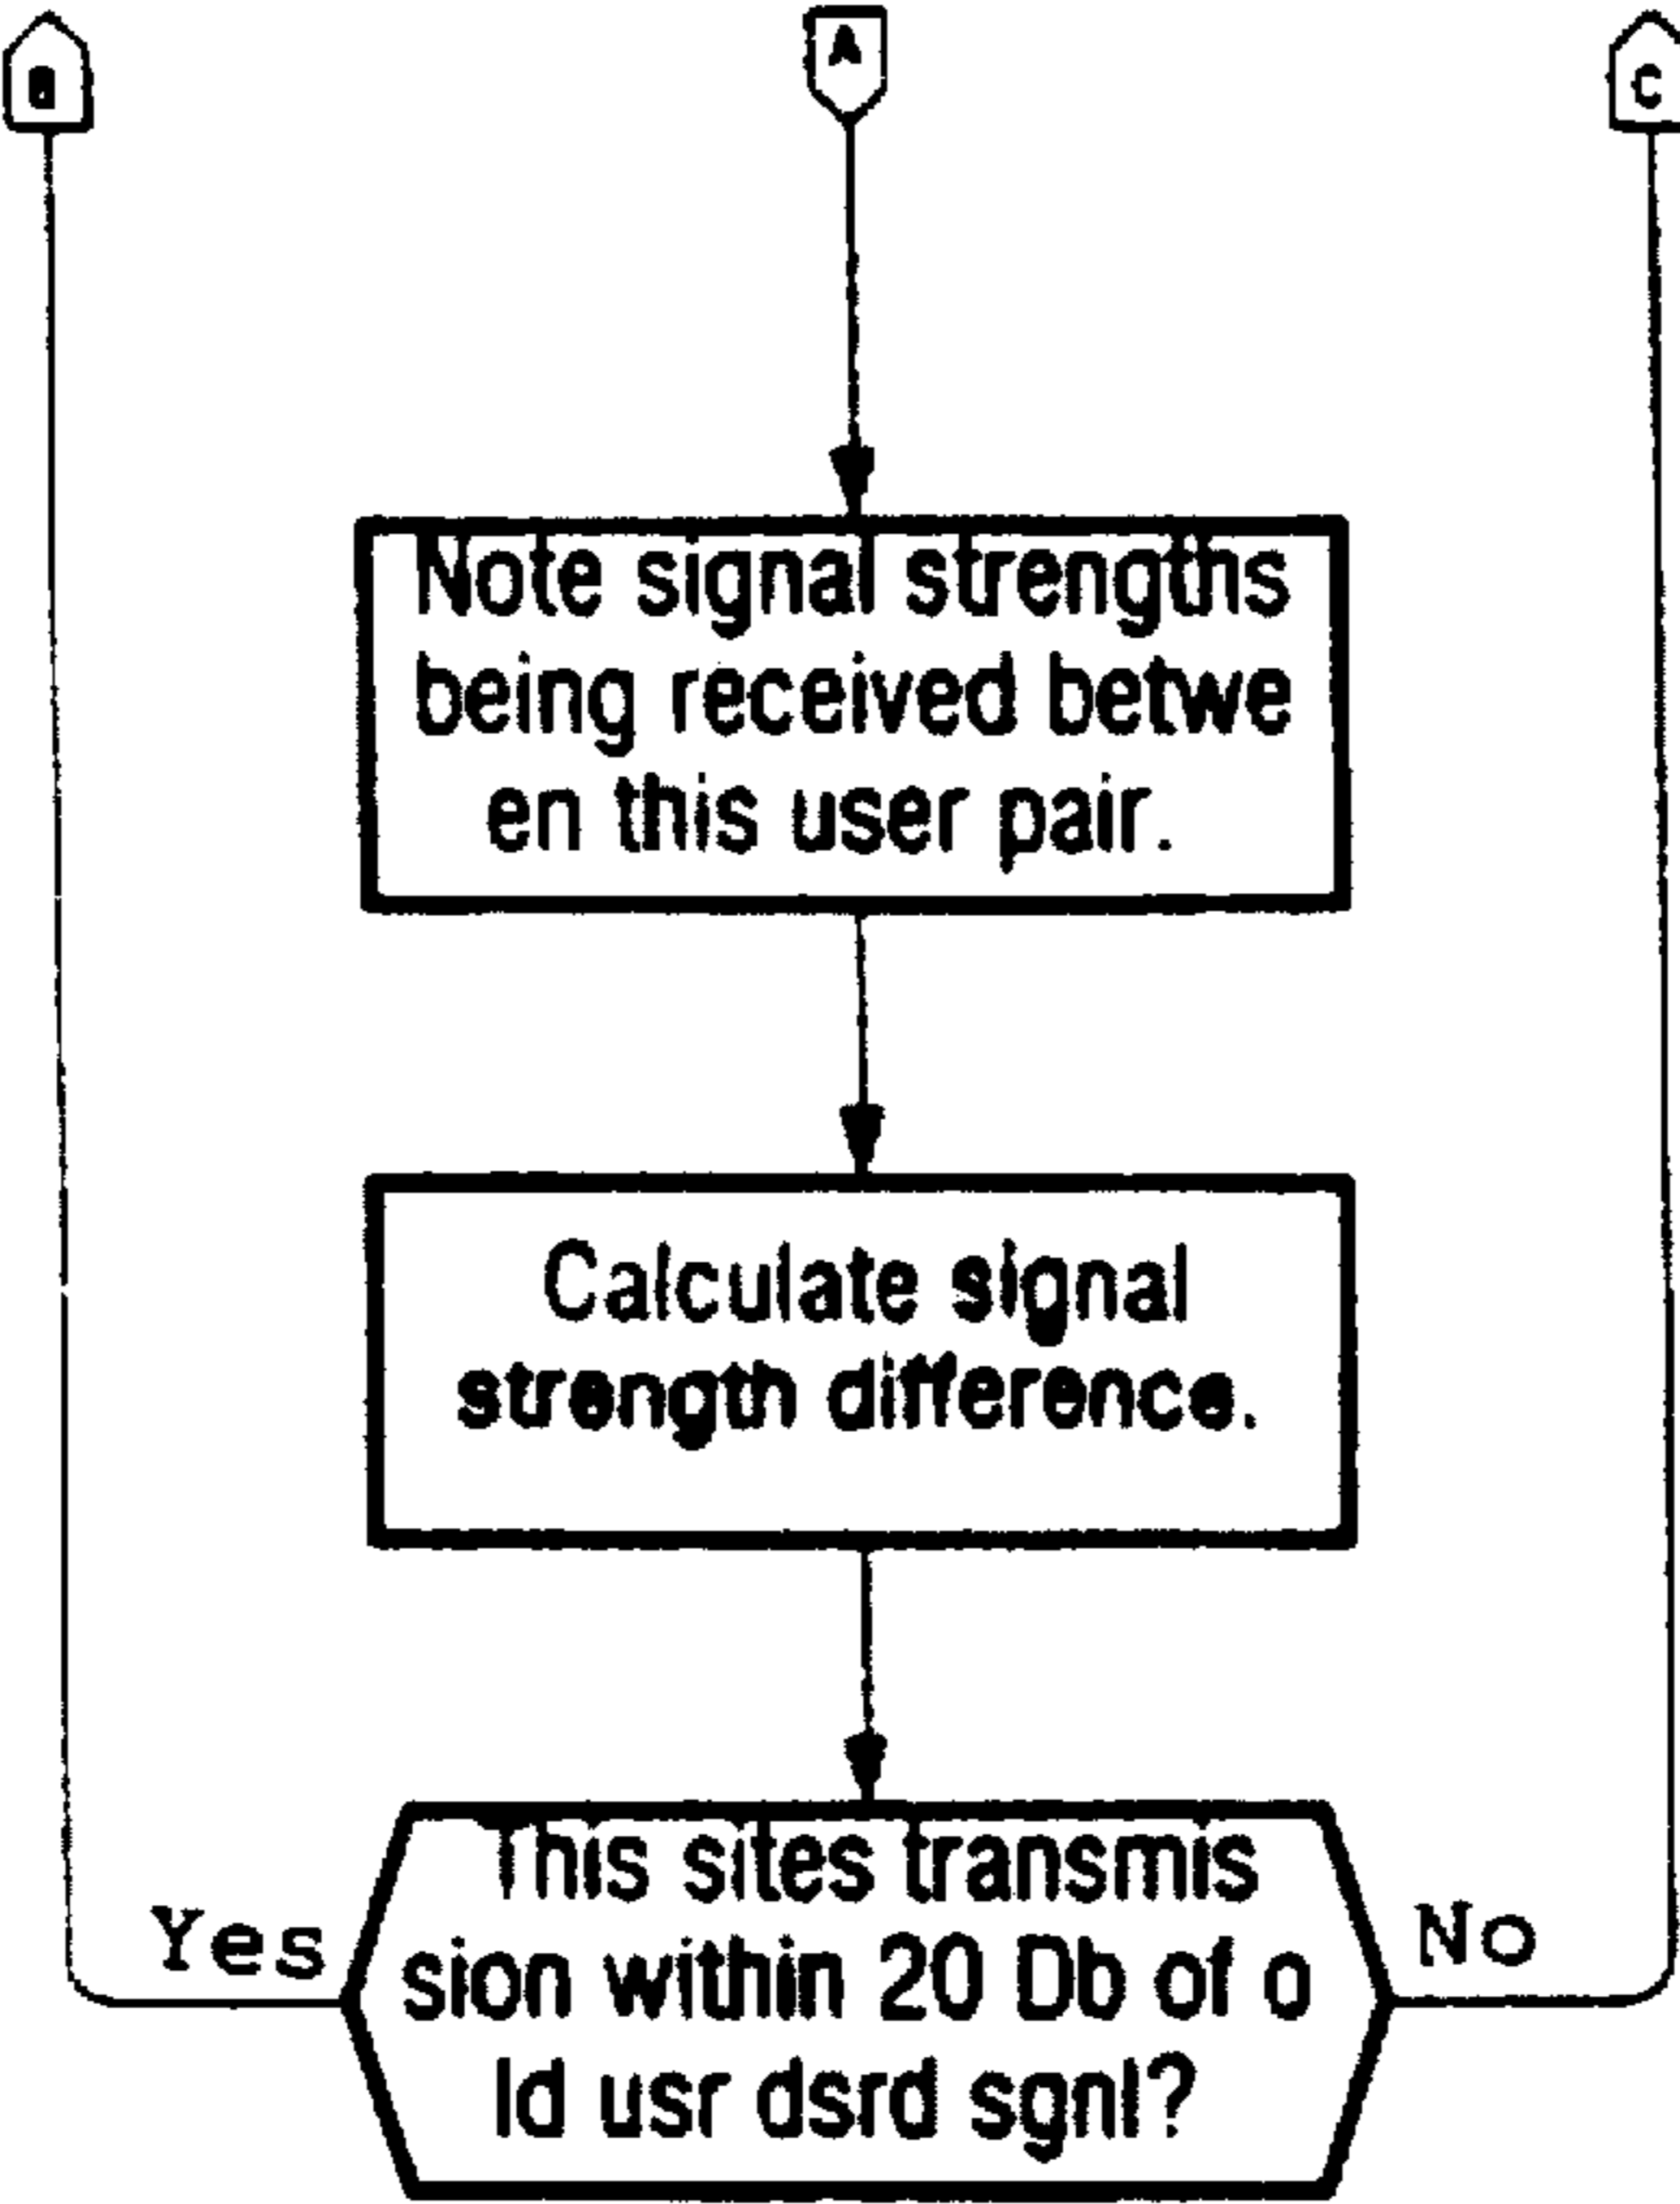 A
C
Note signal strengths
being received betwe
en this user pair.
Calculate signal
strength difference.
This sites transmis
sion within 20 Db of o
ld usr dsrd sgnl?
Yes
No